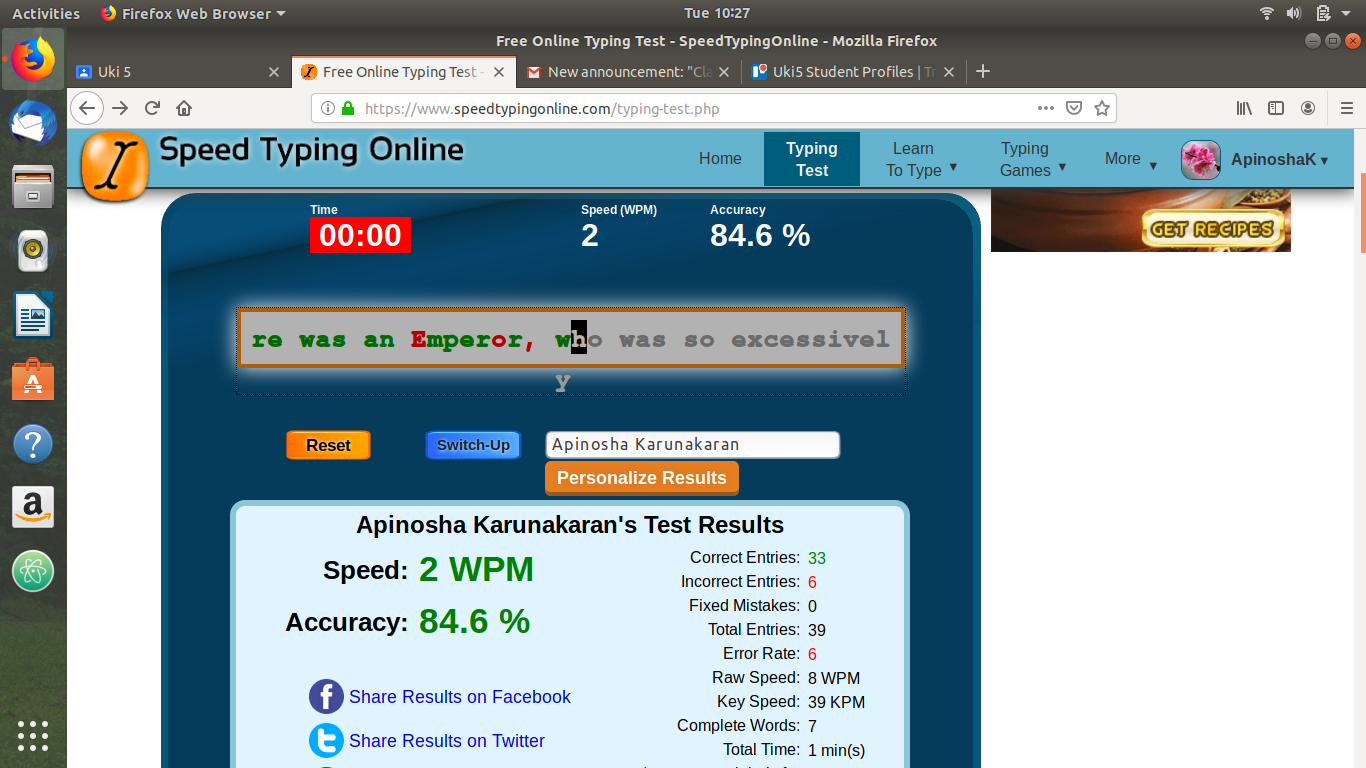 Activities Firefox Web Browser Tue 10:27
Free Online Typing Test - SpeedTypingOnline - Mozilla Firefox
Uki 5 Free Online Typing Test - New announcement: "Cla Uki5 Student Profiles | Tr
https://www.speedtypingonline.com/typing-test.php
Speed Typing Online
Home Typing Test Learn To Type Typing Games More ApinoshaK
Time Speed (WPM) Accuracy
00:00 2 84.6 %
GET RECIPES
re was an Emperor, who was so excessivel
y
Reset Switch-Up Apinosha Karunakaran
Personalize Results
Apinosha Karunakaran's Test Results
Speed: 2 WPM
Accuracy: 84.6 %
Correct Entries: 33
Incorrect Entries: 6
Fixed Mistakes: 0
Total Entries: 39
Error Rate: 6
Raw Speed: 8 WPM
Key Speed: 39 KPM
Complete Words: 7
Total Time: 1 min(s)
Share Results on Facebook
Share Results on Twitter